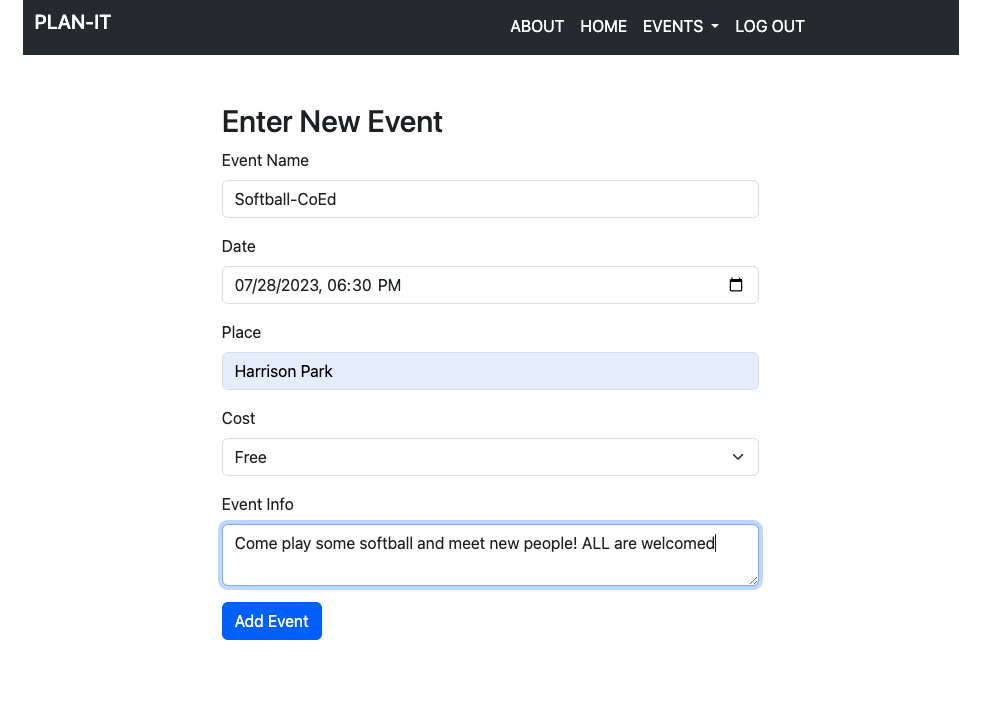 PLAN-IT
ABOUT HOME EVENTS LOG OUT
Enter New Event
Event Name
Softball-CoEd
Date
07/28/2023, 06:30 PM
Place
Harrison Park
Cost
Free
Event Info
Come play some softball and meet new people! ALL are welcomed
Add Event